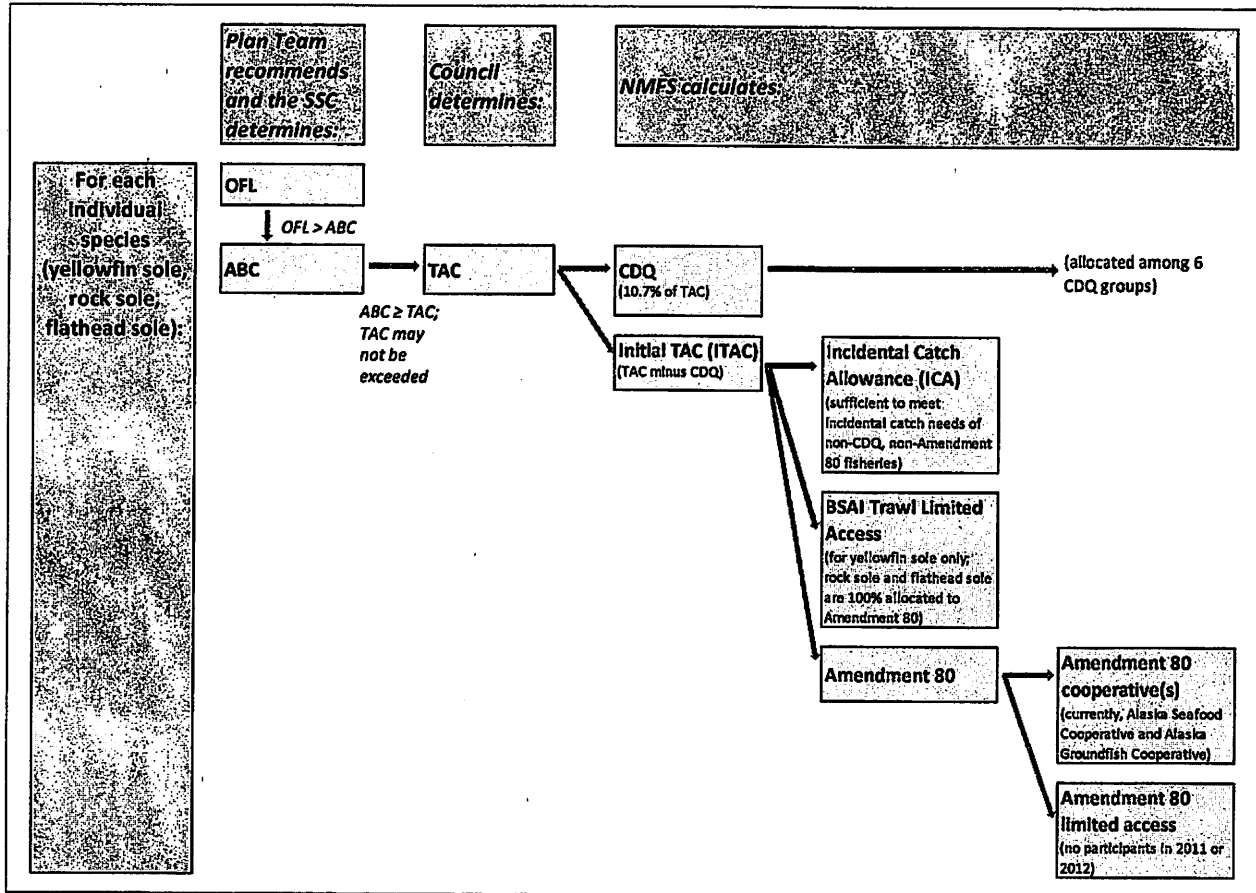 Plan Team
recommends
and the SSC
determines:
Council
determines:
NMFS calculates:
For each
individual
species
(yellowfin sole,
rock sole,
flathead sole):
OFL
OFL > ABC
ABC
ABC ≥ TAC;
TAC may
not be
exceeded
TAC
CDQ
(10.7% of TAC)
(allocated among 6
CDQ groups)
Initial TAC (ITAC)
(TAC minus CDQ)
Incidental Catch
Allowance (ICA)
(sufficient to meet
incidental catch needs of
non-CDQ, non-Amendment
80 fisheries)
BSAI Trawl Limited
Access
(for yellowfin sole only;
rock sole and flathead sole
are 100% allocated to
Amendment 80)
Amendment 80
Amendment 80
cooperative(s)
(currently, Alaska Seafood
Cooperative and Alaska
Groundfish Cooperative)
Amendment 80
limited access
(no participants in 2011 or
2012)